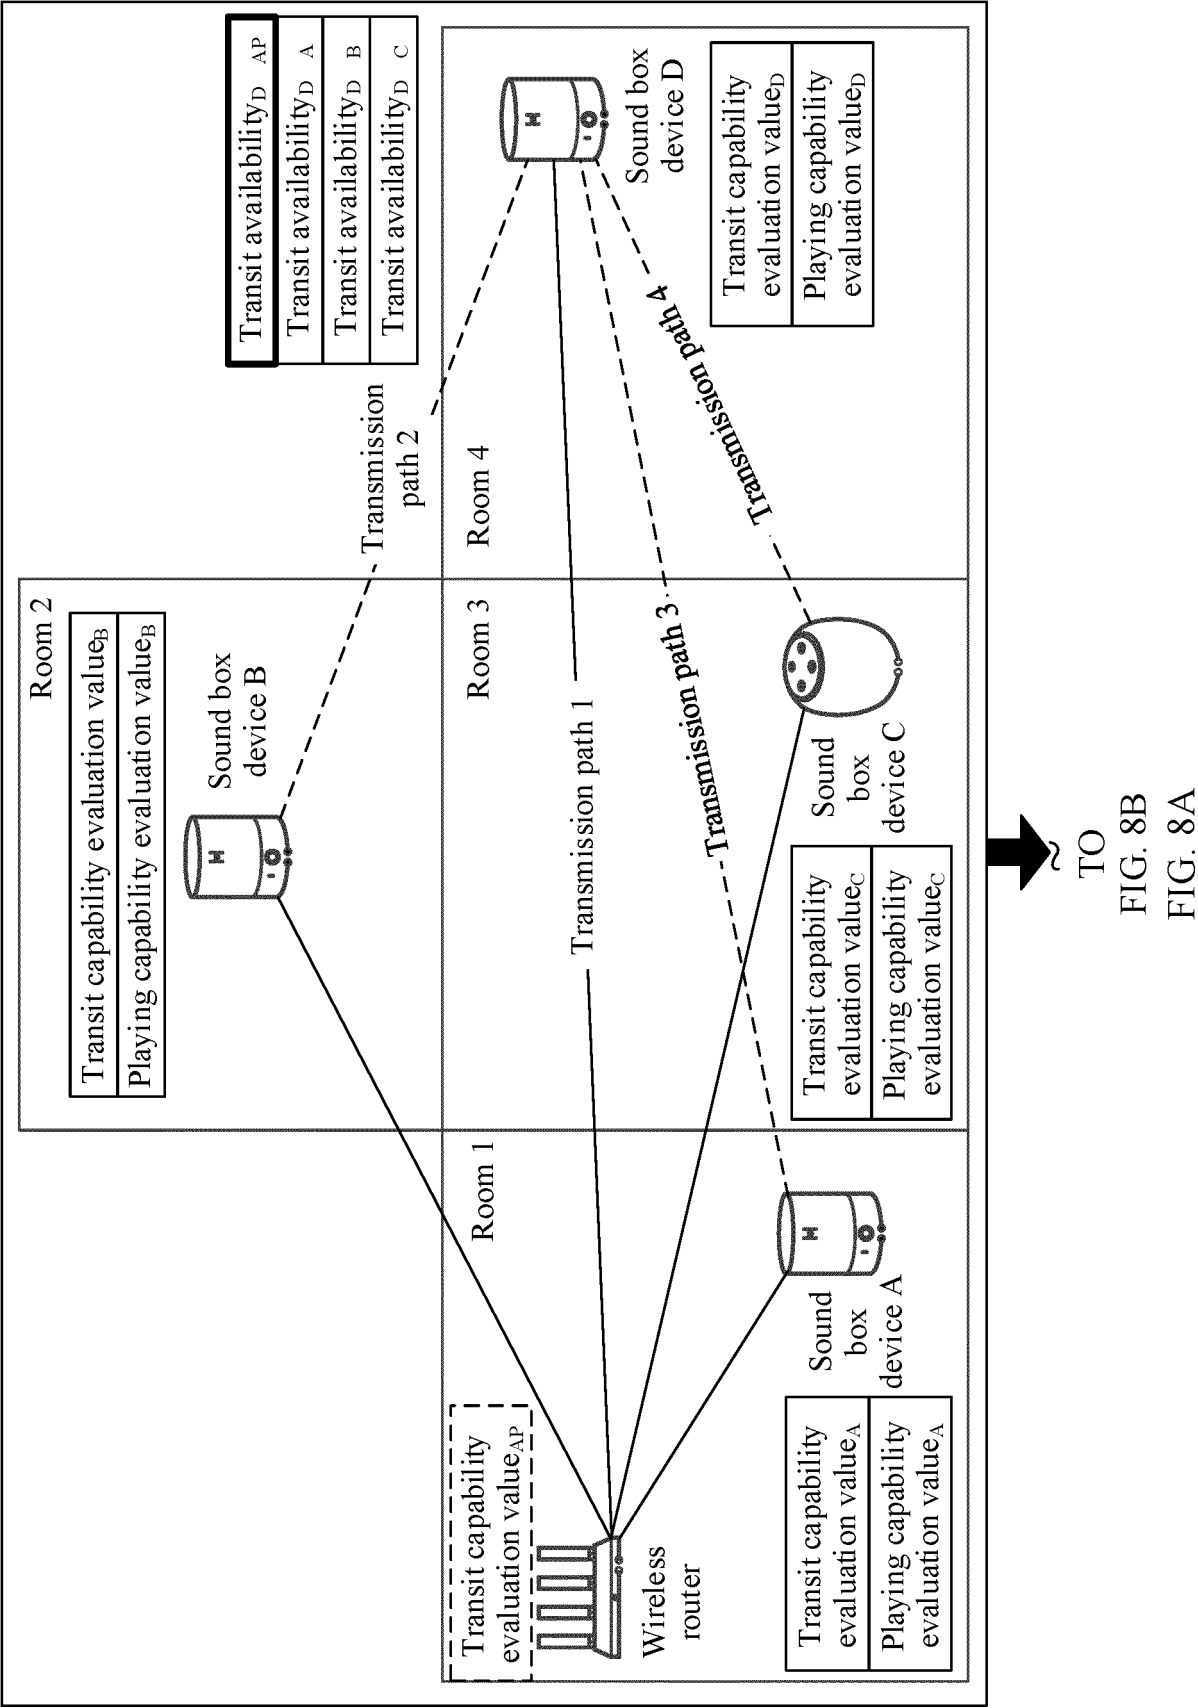 Room 2
Transit capability evaluation valueB
Playing capability evaluation valueB
Sound box
device B
Transmission
path 2
Transit availabilityD AP
Transit availabilityD A
Transit availabilityD B
Transit availabilityD C
Room 1
Transit capability
evaluation valueAP
Wireless
router
Sound
box
device A
Transit capability
evaluation valueA
Playing capability
evaluation valueA
Room 3
Transmission path 1
Transmission path 3
Sound
box
device C
Transit capability
evaluation valueC
Playing capability
evaluation valueC
Room 4
Transmission path 4
Sound box
device D
Transit capability
evaluation valueD
Playing capability
evaluation valueD
TO
FIG. 8B
FIG. 8A